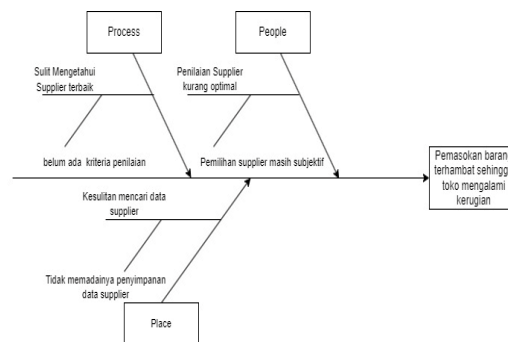 Process
People
Sulit Mengetahui
Supplier terbaik
Penilaian Supplier
kurang optimal
belum ada kriteria penilaian
Pemilihan supplier masih subjektif
Pemasokan barang
terhambat sehingga
toko mengalami
kerugian
Kesulitan mencari data
supplier
Tidak memadainya penyimpanan
data supplier
Place